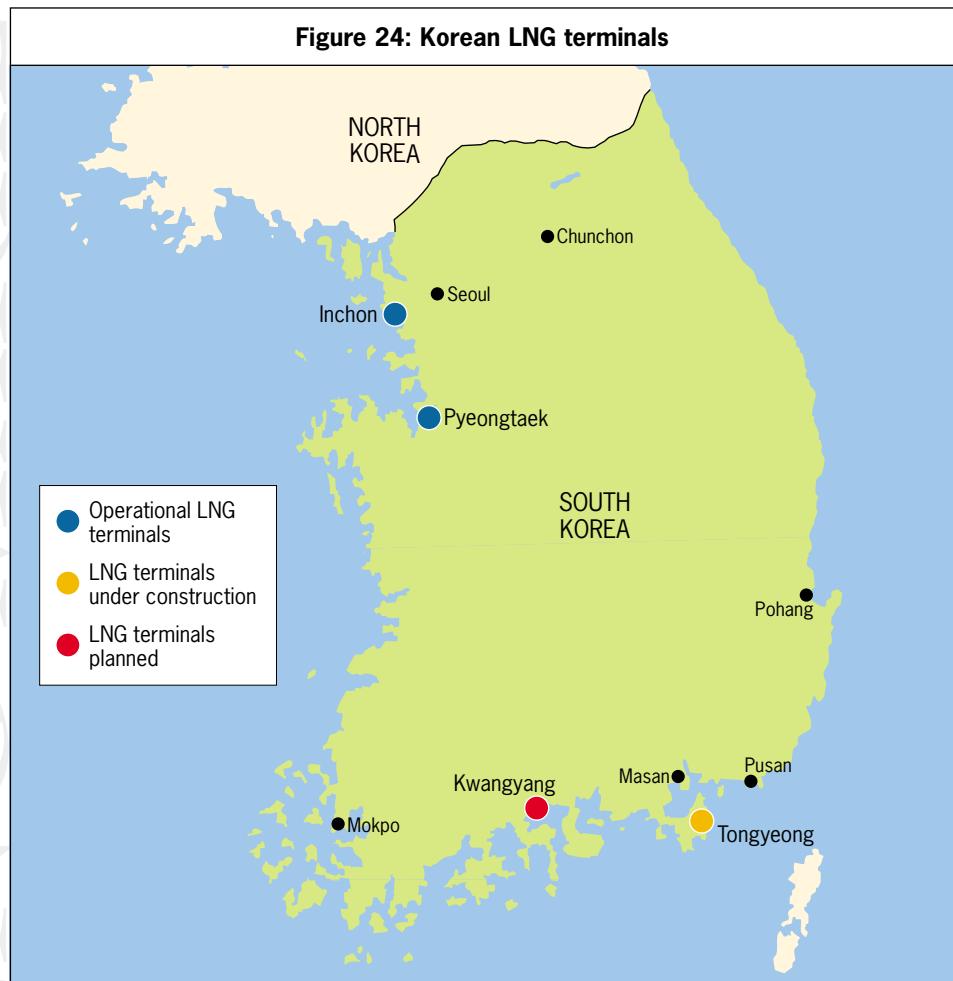 Figure 24: Korean LNG terminals
NORTH
KOREA
Chunchon
Seoul
Inchon
Pyeongtaek
Operational LNG
terminals
LNG terminals
under construction
LNG terminals
planned
SOUTH
KOREA
Pohang
Pusan
Masan
Kwangyang
Mokpo
Tongyeong